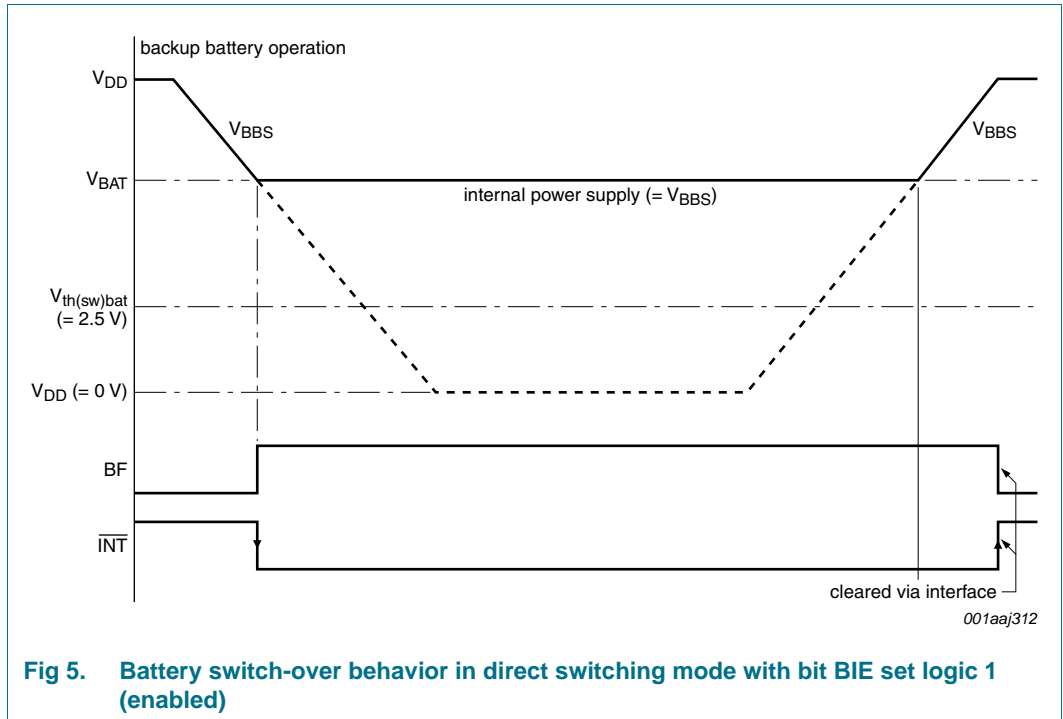 backup battery operation
VDD
VBBS
VBBS
VBAT
internal power supply (= VBBS)
Vth(sw)bat
(= 2.5 V)
VDD (= 0 V)
BF
INT
cleared via interface
001aaj312
Fig 5. Battery switch-over behavior in direct switching mode with bit BIE set logic 1
(enabled)